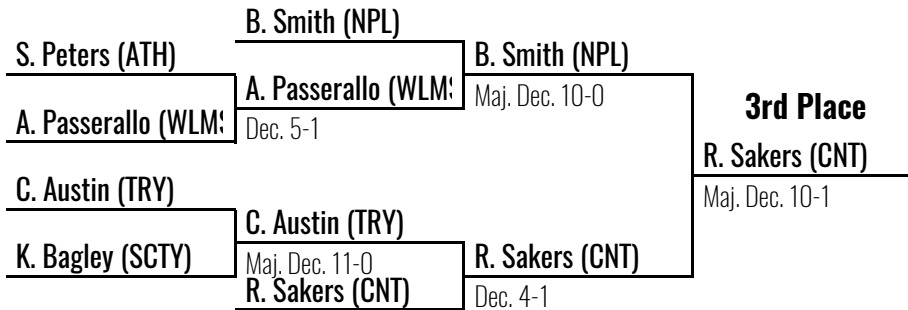 B. Smith (NPL)
S. Peters (ATH)
B. Smith (NPL)
A. Passerallo (WLM
Maj. Dec. 10-0
3rd Place
A. Passerallo (WLM
Dec. 5-1
R. Sakers (CNT)
Maj. Dec. 10-1
C. Austin (TRY)
C. Austin (TRY)
K. Bagley (SCTY)
Maj. Dec. 11-0
R. Sakers (CNT)
R. Sakers (CNT)
Dec. 4-1